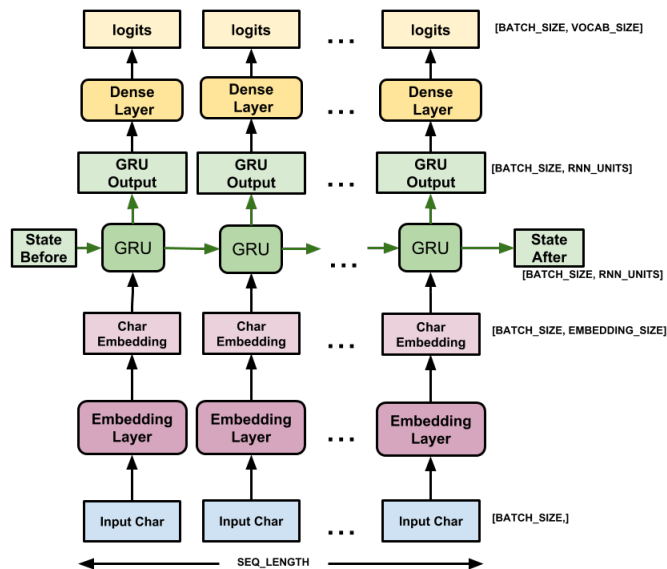 logits
logits
...
logits
[BATCH_SIZE, VOCAB_SIZE]
Dense
Layer
Dense
Layer
...
Dense
Layer
GRU
Output
GRU
Output
...
GRU
Output
[BATCH_SIZE, RNN_UNITS]
State
Before
GRU
GRU
...
GRU
State
After
[BATCH_SIZE, RNN_UNITS]
Char
Embedding
Char
Embedding
...
Char
Embedding
[BATCH_SIZE, EMBEDDING_SIZE]
Embedding
Layer
Embedding
Layer
...
Embedding
Layer
Input Char
Input Char
...
Input Char
[BATCH_SIZE,]
SEQ_LENGTH